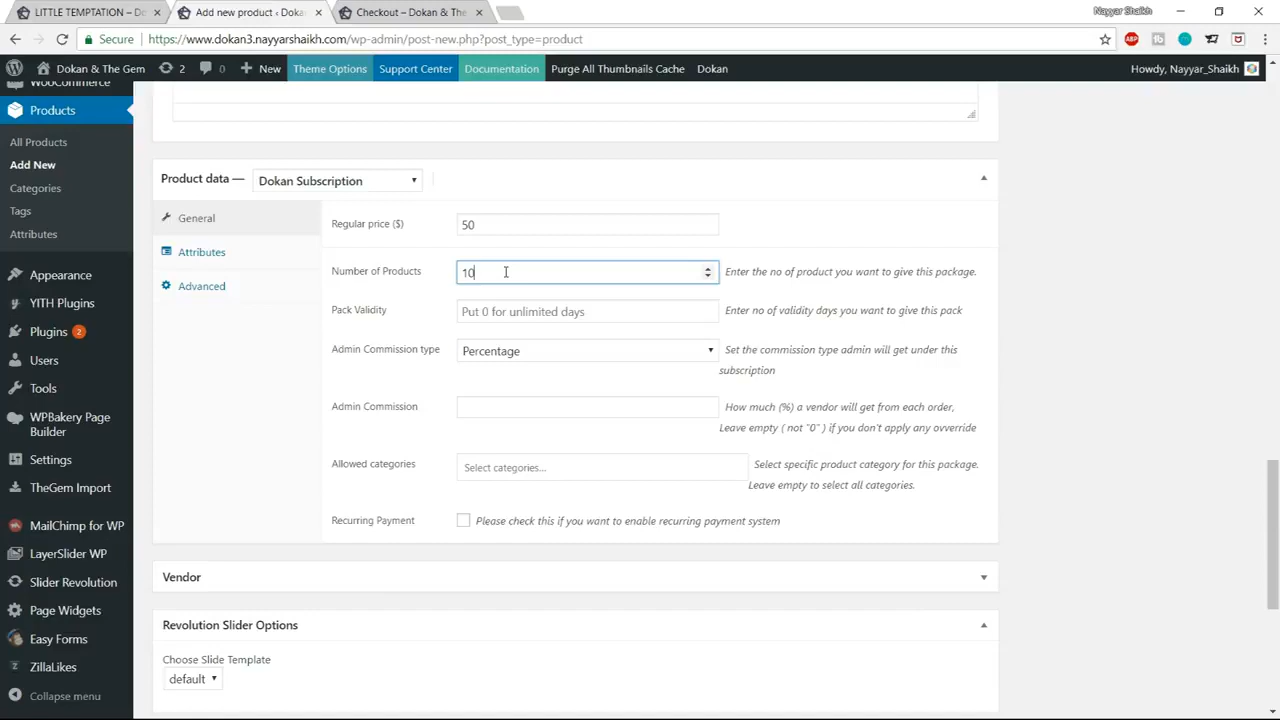 LITTLE TEMPTATION – Do
Add new product ‹ Dokan
Checkout – Dokan & The
Nayyar Shaikh
Secure
https://www.dokan3.nayyarshaikh.com/wp-admin/post-new.php?post_type=product
ABP
Dokan & The Gem
2
0
New
Theme Options
Support Center
Documentation
Purge All Thumbnails Cache
Dokan
Howdy, Nayyar_Shaikh
WooCommerce
Products
All Products
Add New
Categories
Tags
Attributes
Appearance
YITH Plugins
Plugins 2
Users
Tools
WPBakery Page
Builder
Settings
TheGem Import
MailChimp for WP
LayerSlider WP
Slider Revolution
Page Widgets
Easy Forms
ZillaLikes
Collapse menu
Product data — Dokan Subscription
General
Attributes
Advanced
Regular price ($) 50
Number of Products 10 Enter the no of product you want to give this package.
Pack Validity Put 0 for unlimited days Enter no of validity days you want to give this pack
Admin Commission type Percentage Set the commission type admin will get under this
subscription
Admin Commission How much (%) a vendor will get from each order,
Leave empty ( not "0" ) if you don't apply any ovverride
Allowed categories Select categories... Select specific product category for this package.
Leave empty to select all categories.
Recurring Payment Please check this if you want to enable recurring payment system
Vendor
Revolution Slider Options
Choose Slide Template
default